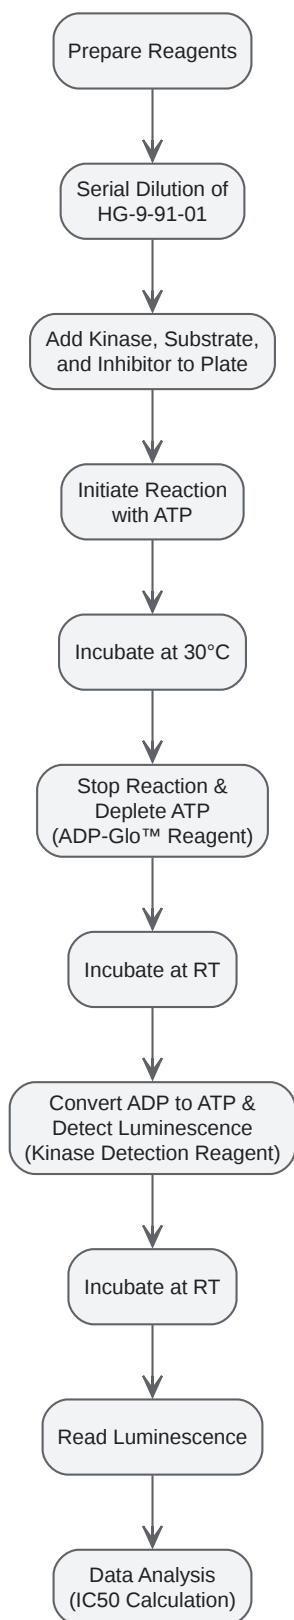 Prepare Reagents
Serial Dilution of
HG-9-91-01
Add Kinase, Substrate,
and Inhibitor to Plate
Initiate Reaction
with ATP
Incubate at 30°C
Stop Reaction &
Deplete ATP
(ADP-Glo™ Reagent)
Incubate at RT
Convert ADP to ATP &
Detect Luminescence
(Kinase Detection Reagent)
Incubate at RT
Read Luminescence
Data Analysis
(IC50 Calculation)